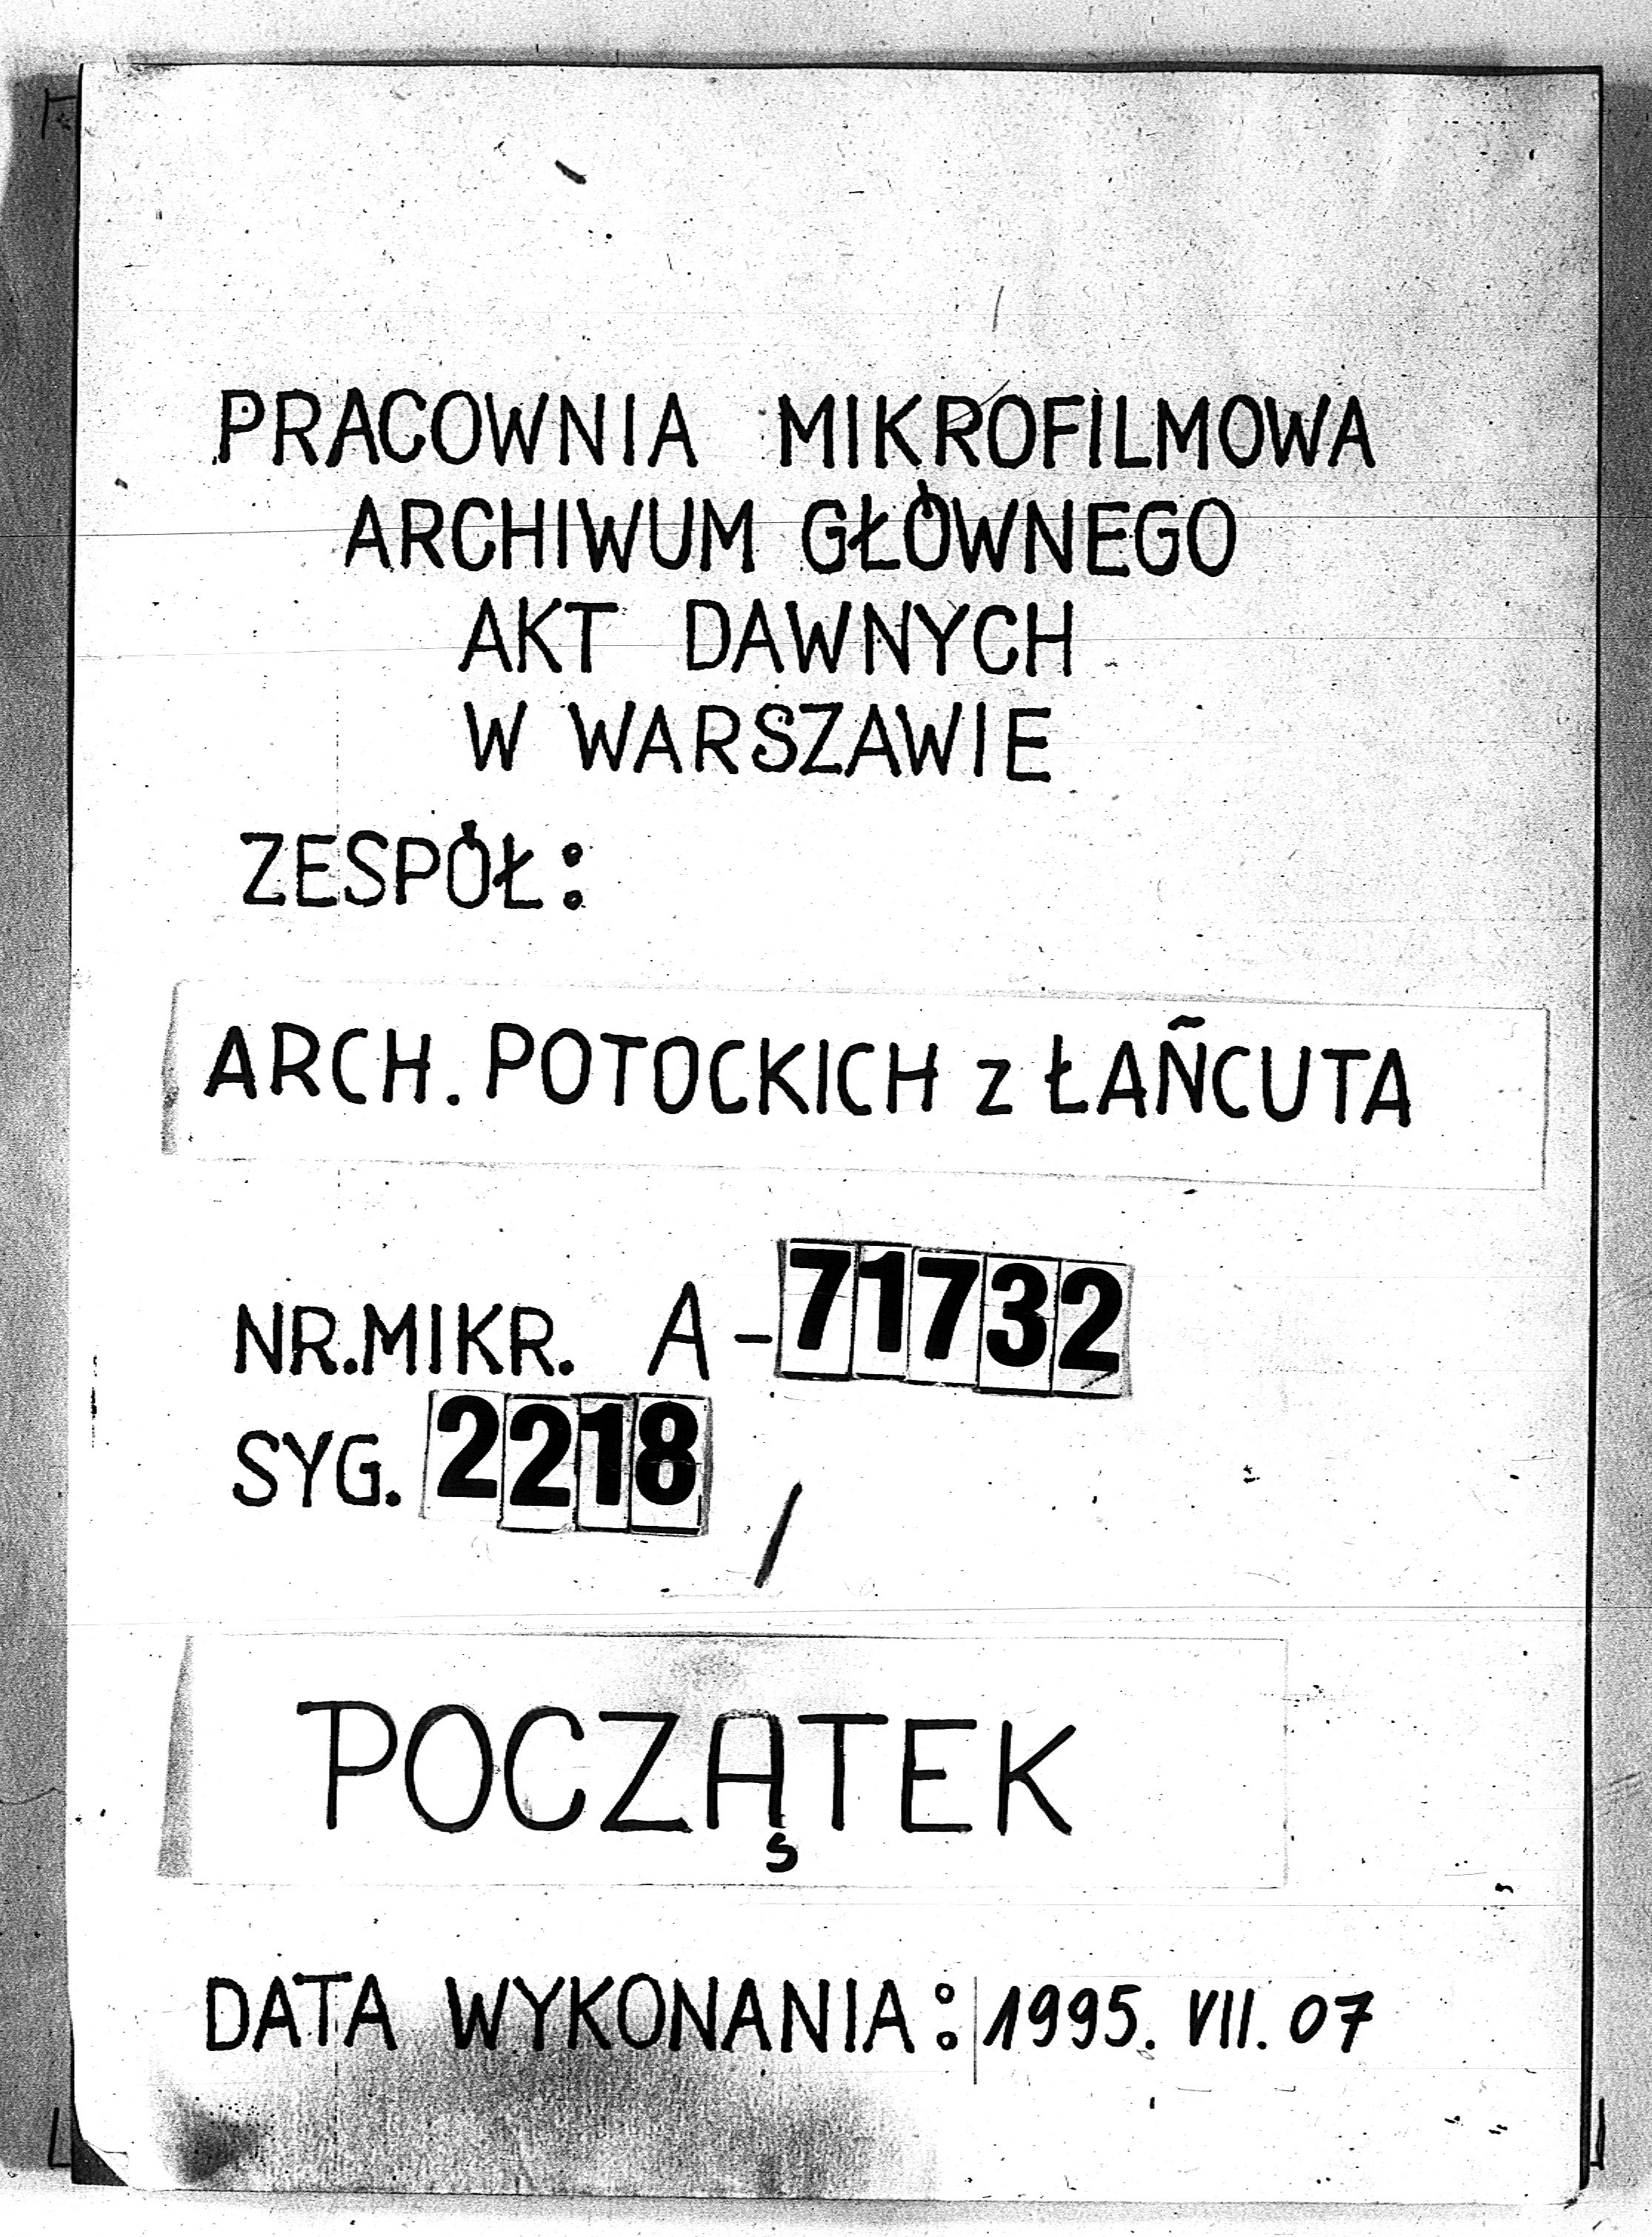 PRACOWNIA MIKROFILMOWA
ARCHIWUM GŁÓWNEGO
AKT DAWNYCH
W WARSZAWIE
ZESPÓŁ:
ARCH. POTOCKICH z ŁAŃCUTA
NR.MIKR. A-71732
SYG. 2218
POCZĄTEK
DATA WYKONANIA: 1995. VII. 07